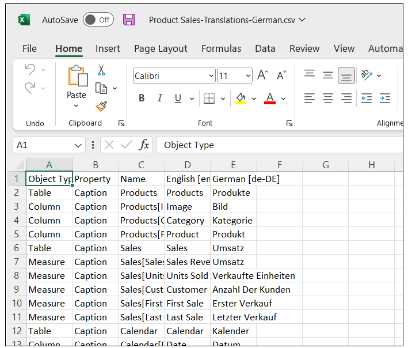 AutoSave Off Product Sales-Translations-German.csv
File Home Insert Page Layout Formulas Data Review View Automa
Calibri 11 A A
Paste B I U A
Undo Clipboard Font Alignme
A1 fx Object Type
A B C D E F G H
1 Object Typ Property Name English [en German [de-DE]
2 Table Caption Products Products Produkte
3 Column Caption Products[I Image Bild
4 Column Caption Products[C Category Kategorie
5 Column Caption Products[P Product Produkt
6 Table Caption Sales Sales Umsatz
7 Measure Caption Sales[Sales Sales Reve Umsatz
8 Measure Caption Sales[Unit Units Sold Verkaufte Einheiten
9 Measure Caption Sales[Cust Customer Anzahl Der Kunden
10 Measure Caption Sales[First First Sale Erster Verkauf
11 Measure Caption Sales[Last Last Sale Letzter Verkauf
12 Table Caption Calendar Calendar Kalender
13 Column Caption Calendar[D Date Datum